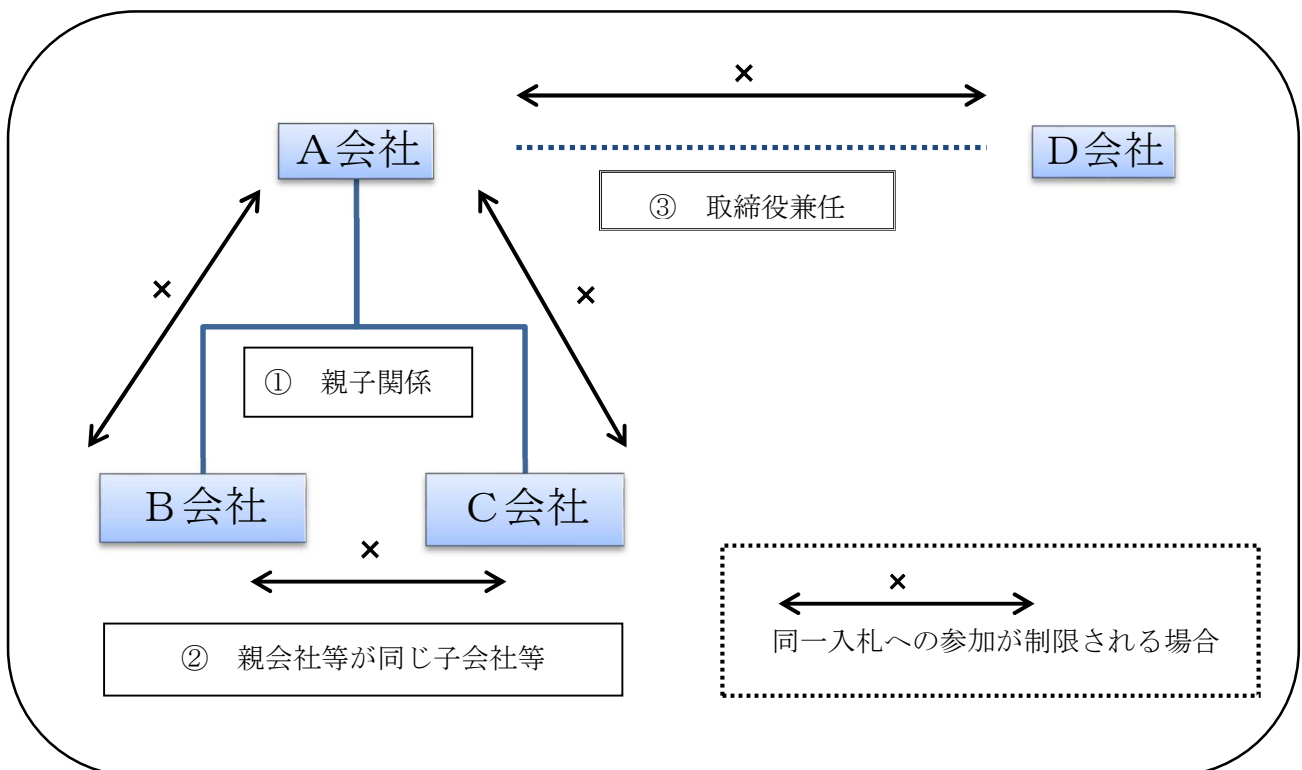 ×
Ａ会社
Ｄ会社
③　取締役兼任
×
×
①　親子関係
Ｂ会社
Ｃ会社
×
②　親会社等が同じ子会社等
×
同一入札への参加が制限される場合